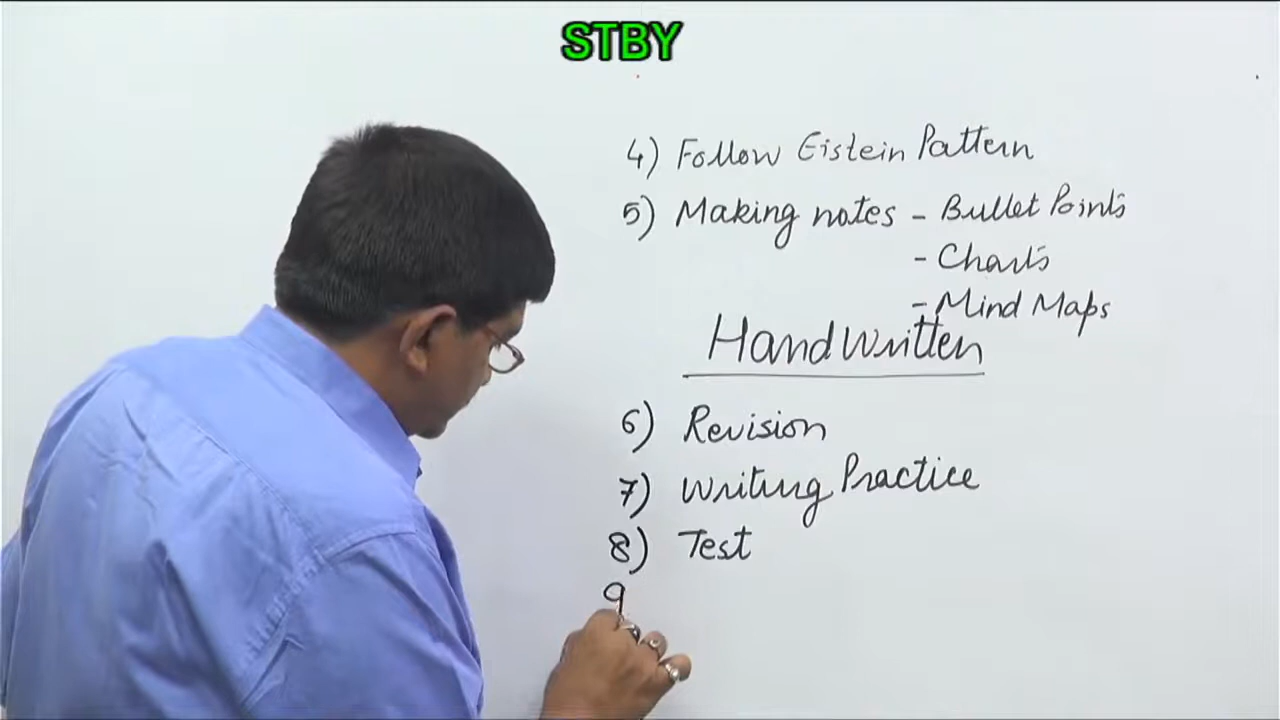 STBY
4) Follow Eistein Pattern
5) Making notes - Bullet Points
- Charts
- Mind Maps
Handwritten
6) Revision
7) Writing Practice
8) Test
9